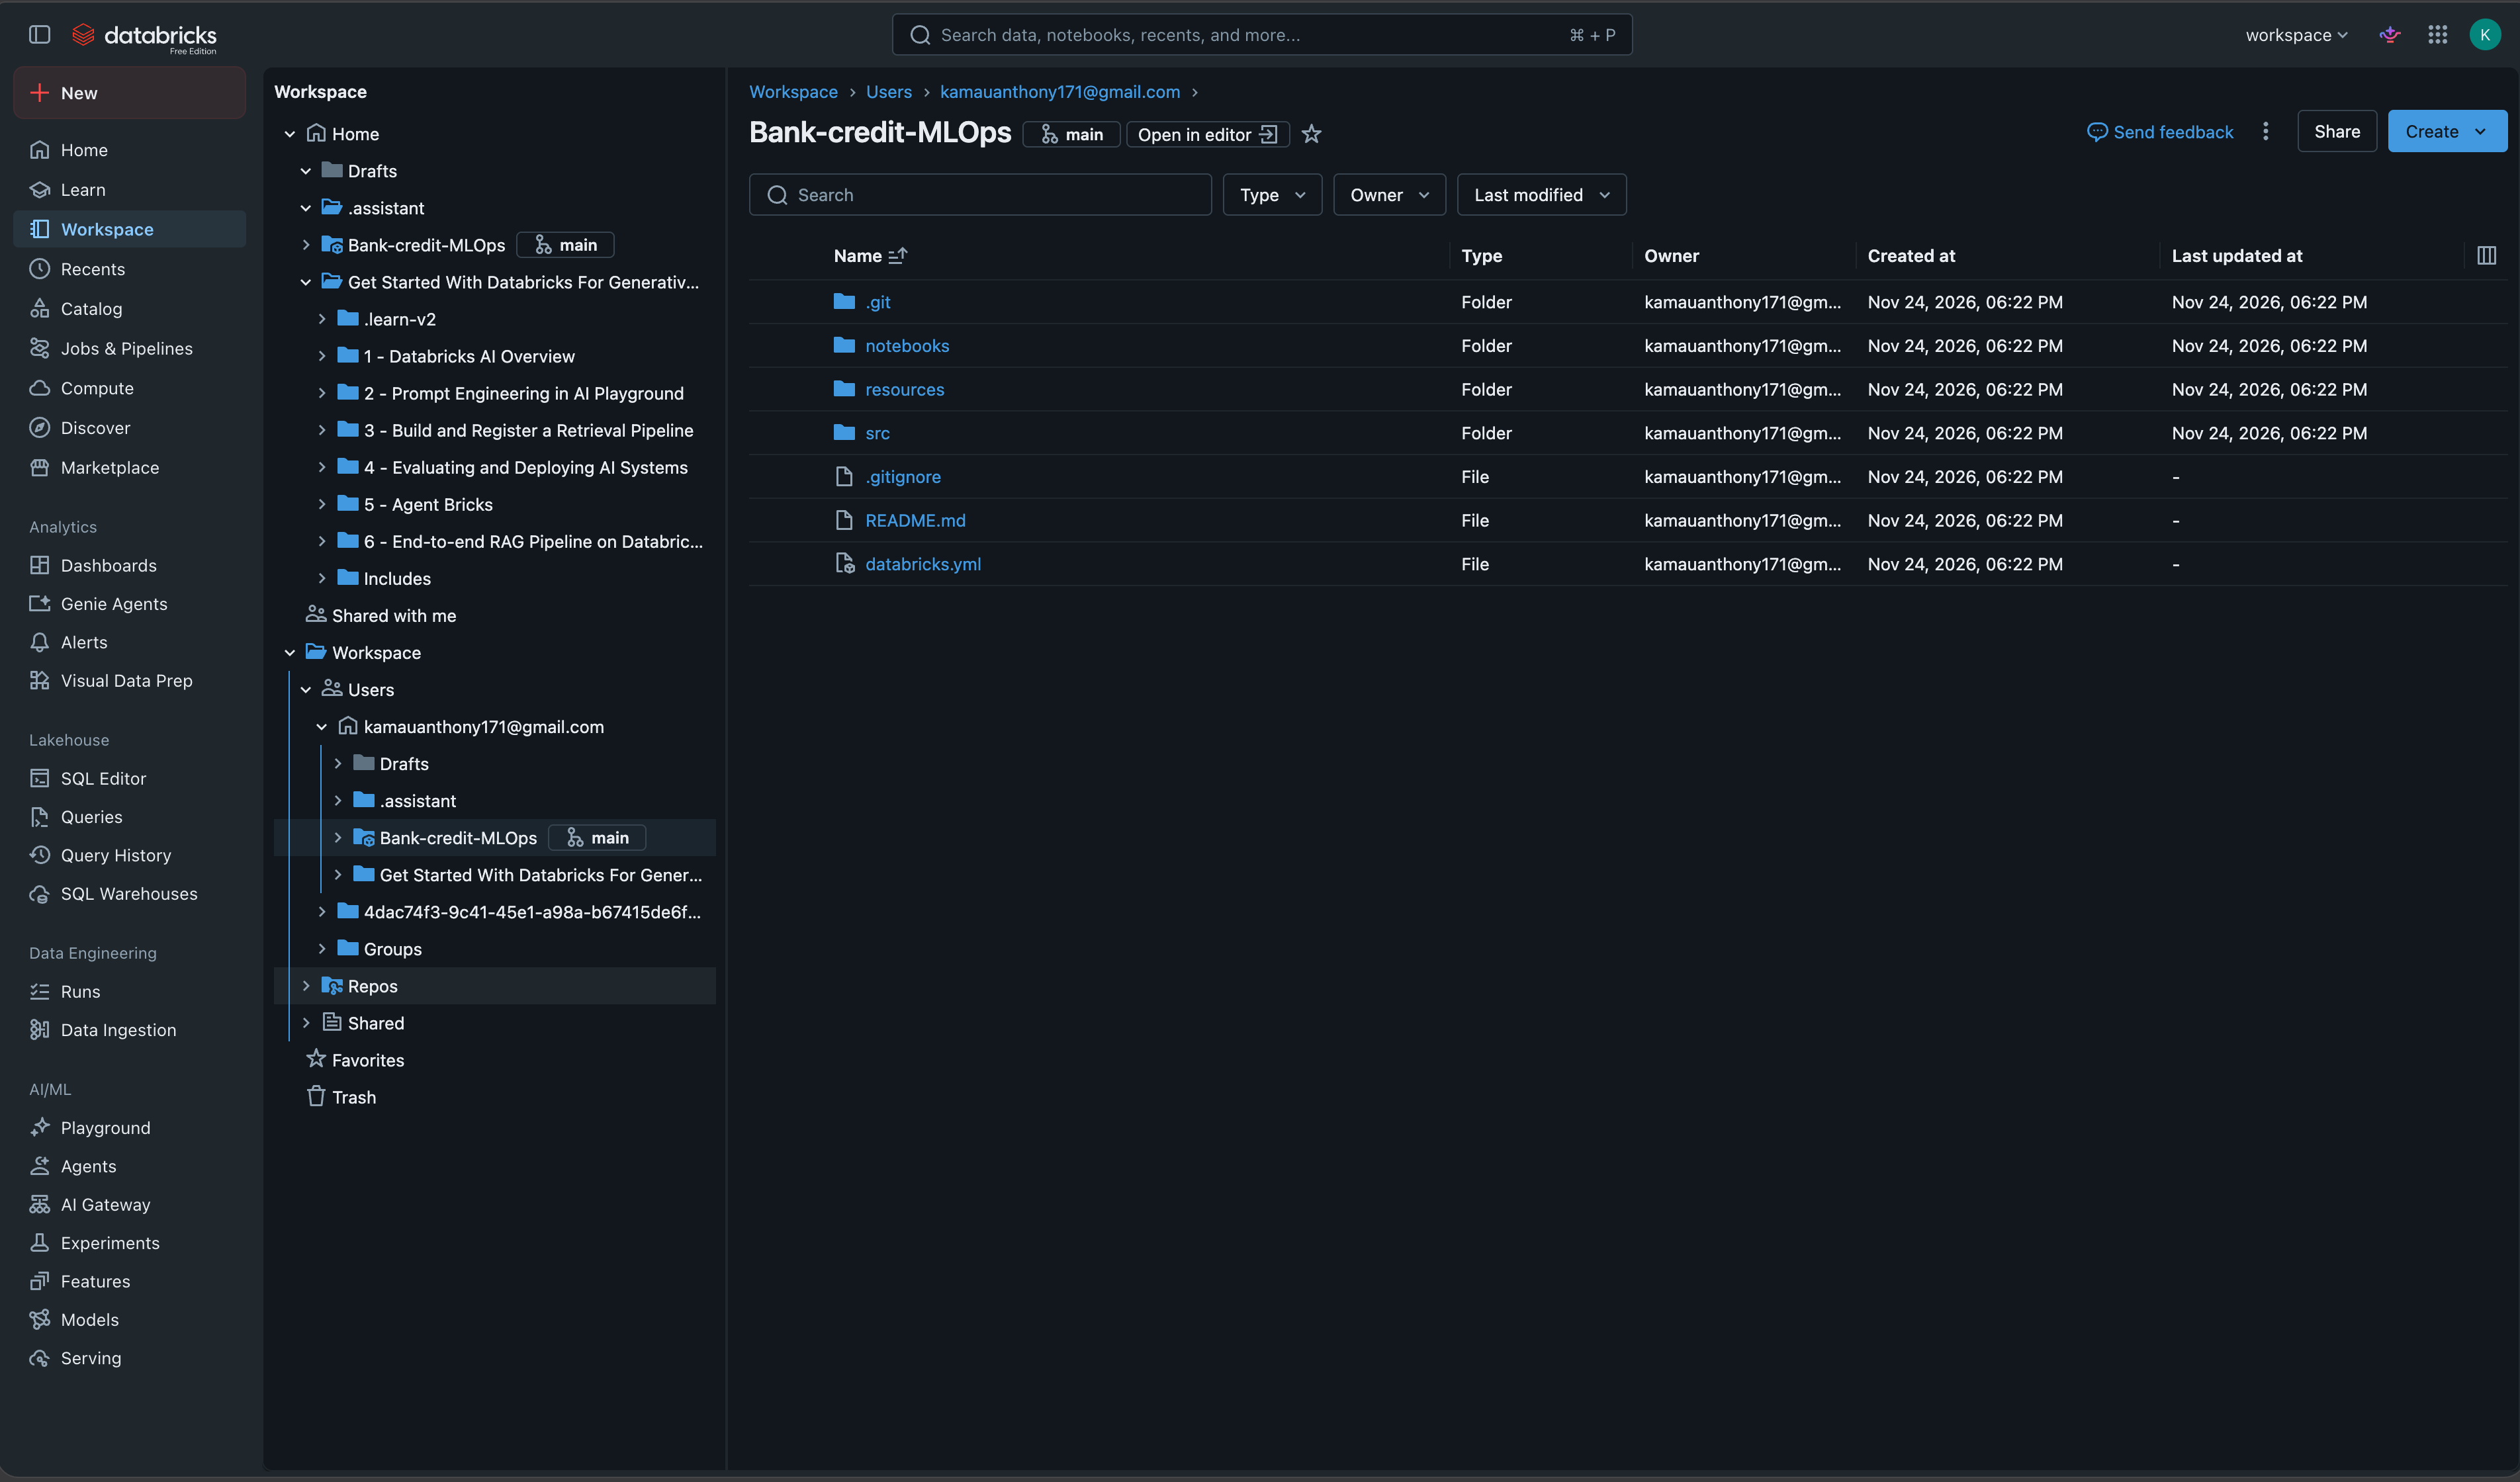 databricks
Free Edition
Search data, notebooks, recents, and more...
⌘ + P
workspace
K
New
Home
Learn
Workspace
Recents
Catalog
Jobs & Pipelines
Compute
Discover
Marketplace
Analytics
Dashboards
Genie Agents
Alerts
Visual Data Prep
Lakehouse
SQL Editor
Queries
Query History
SQL Warehouses
Data Engineering
Runs
Data Ingestion
AI/ML
Playground
Agents
AI Gateway
Experiments
Features
Models
Serving
Workspace
Home
Drafts
.assistant
Bank-credit-MLOps main
Get Started With Databricks For Generativ...
.learn-v2
1 - Databricks AI Overview
2 - Prompt Engineering in AI Playground
3 - Build and Register a Retrieval Pipeline
4 - Evaluating and Deploying AI Systems
5 - Agent Bricks
6 - End-to-end RAG Pipeline on Databric...
Includes
Shared with me
Workspace
Users
kamauanthony171@gmail.com
Drafts
.assistant
Bank-credit-MLOps main
Get Started With Databricks For Gener...
4dac74f3-9c41-45e1-a98a-b67415de6f...
Groups
Repos
Shared
Favorites
Trash
Workspace > Users > kamauanthony171@gmail.com >
Bank-credit-MLOps main Open in editor
Send feedback Share Create
Search Type Owner Last modified
Name Type Owner Created at Last updated at
.git Folder kamauanthony171@gm... Nov 24, 2026, 06:22 PM Nov 24, 2026, 06:22 PM
notebooks Folder kamauanthony171@gm... Nov 24, 2026, 06:22 PM Nov 24, 2026, 06:22 PM
resources Folder kamauanthony171@gm... Nov 24, 2026, 06:22 PM Nov 24, 2026, 06:22 PM
src Folder kamauanthony171@gm... Nov 24, 2026, 06:22 PM Nov 24, 2026, 06:22 PM
.gitignore File kamauanthony171@gm... Nov 24, 2026, 06:22 PM -
README.md File kamauanthony171@gm... Nov 24, 2026, 06:22 PM -
databricks.yml File kamauanthony171@gm... Nov 24, 2026, 06:22 PM -